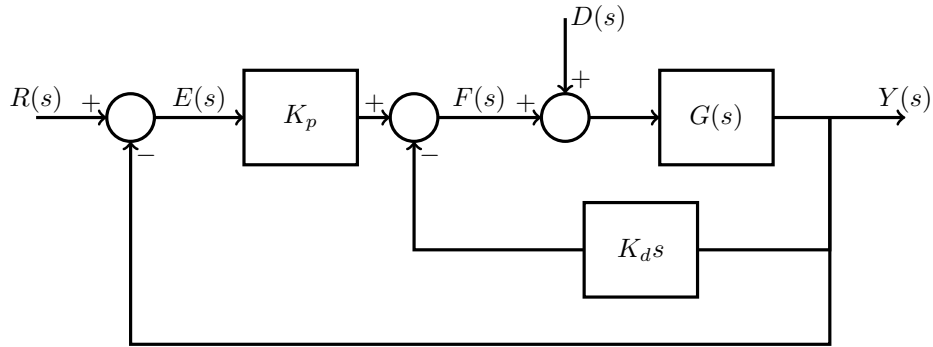 D(s)
R(s) + E(s) K_p + F(s) + + G(s) Y(s)
− −
K_d s